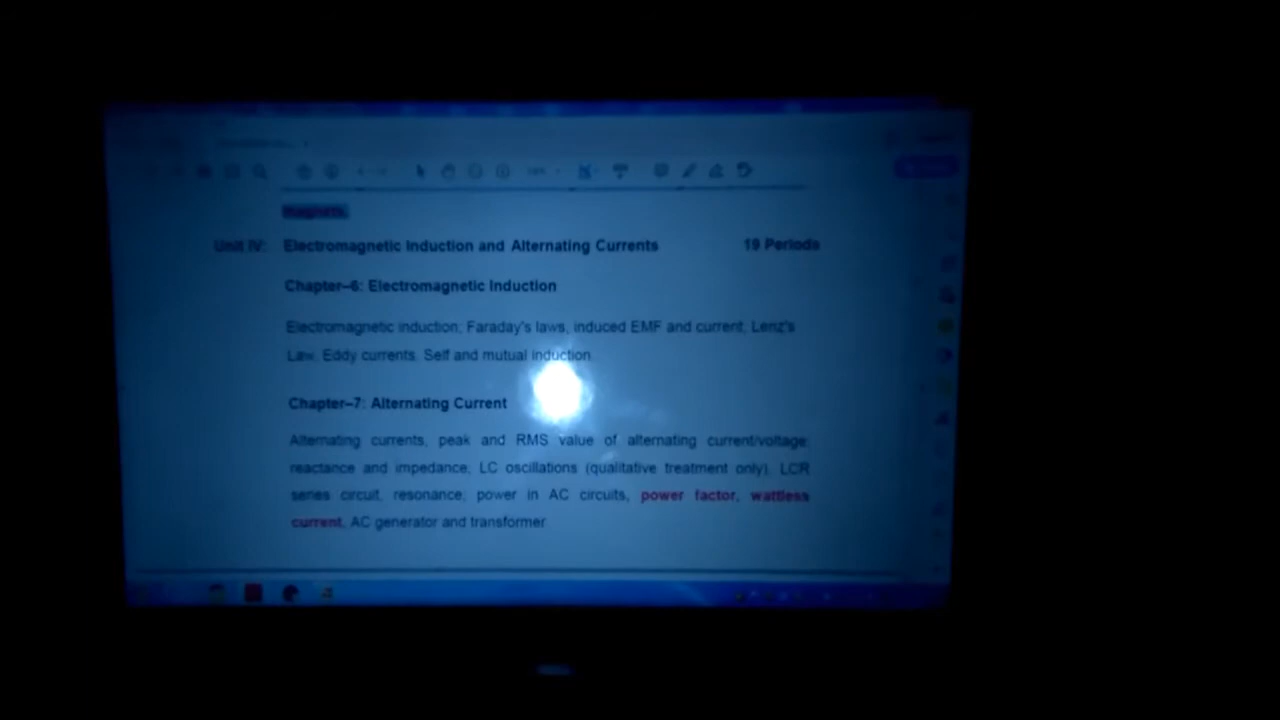 magnets.
Unit IV: Electromagnetic Induction and Alternating Currents 19 Periods
Chapter–6: Electromagnetic Induction
Electromagnetic induction; Faraday's laws, induced EMF and current; Lenz's
Law, Eddy currents. Self and mutual induction.
Chapter–7: Alternating Current
Alternating currents, peak and RMS value of alternating current/voltage;
reactance and impedance; LC oscillations (qualitative treatment only), LCR
series circuit, resonance; power in AC circuits, power factor, wattless
current, AC generator and transformer.